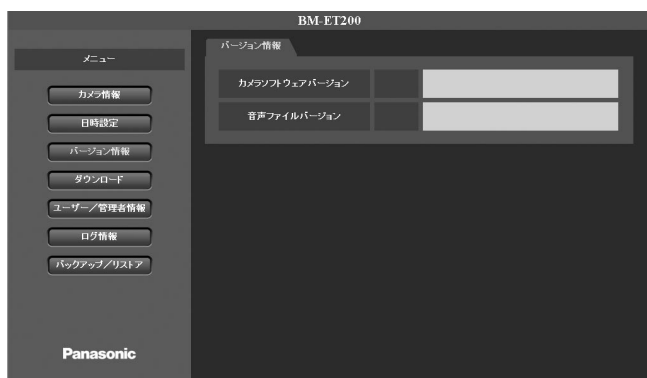 BM-ET200
メニュー
カメラ情報
日時設定
バージョン情報
ダウンロード
ユーザー／管理者情報
ログ情報
バックアップ／リストア
Panasonic
バージョン情報
カメラソフトウェアバージョン
音声ファイルバージョン